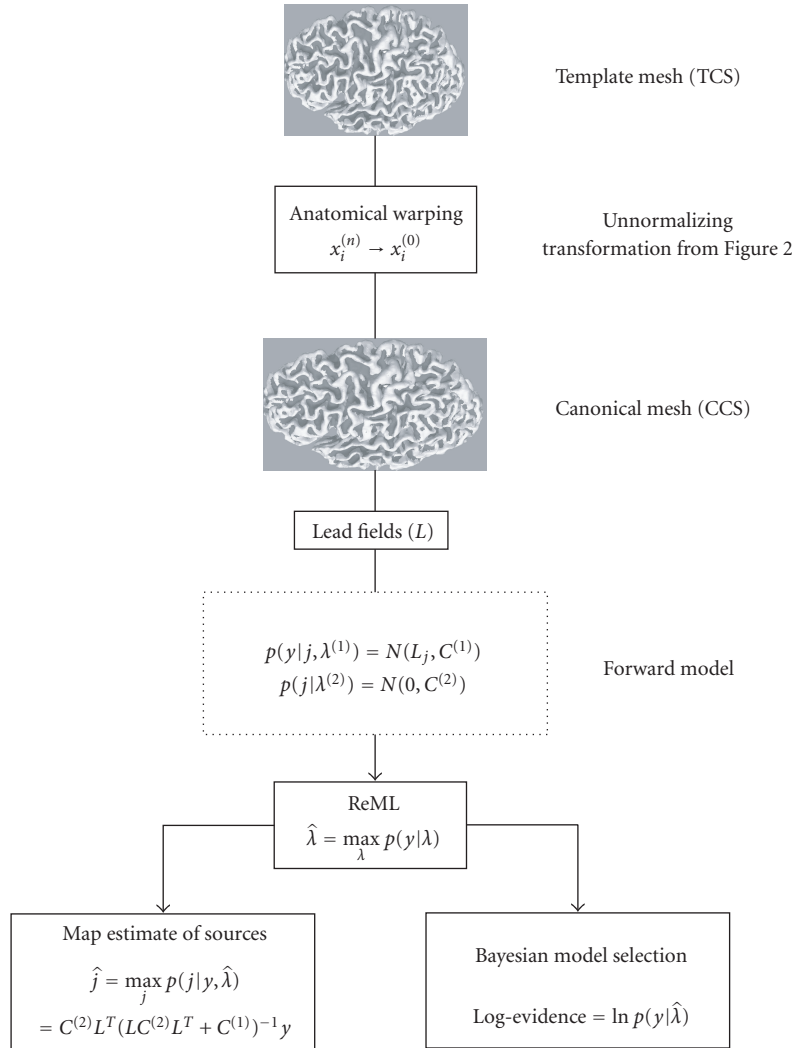 Template mesh (TCS)
Anatomical warping
x_i^{(n)} → x_i^{(0)}
Unnormalizing
transformation from Figure 2
Canonical mesh (CCS)
Lead fields (L)
p(y|j, λ^{(1)}) = N(L_j, C^{(1)})
p(j|λ^{(2)}) = N(0, C^{(2)})
Forward model
ReML
λ̂ = max_λ p(y|λ)
Map estimate of sources
ĵ = max_j p(j|y, λ̂)
= C^{(2)}L^T(LC^{(2)}L^T + C^{(1)})^{-1}y
Bayesian model selection
Log-evidence = ln p(y|λ̂)